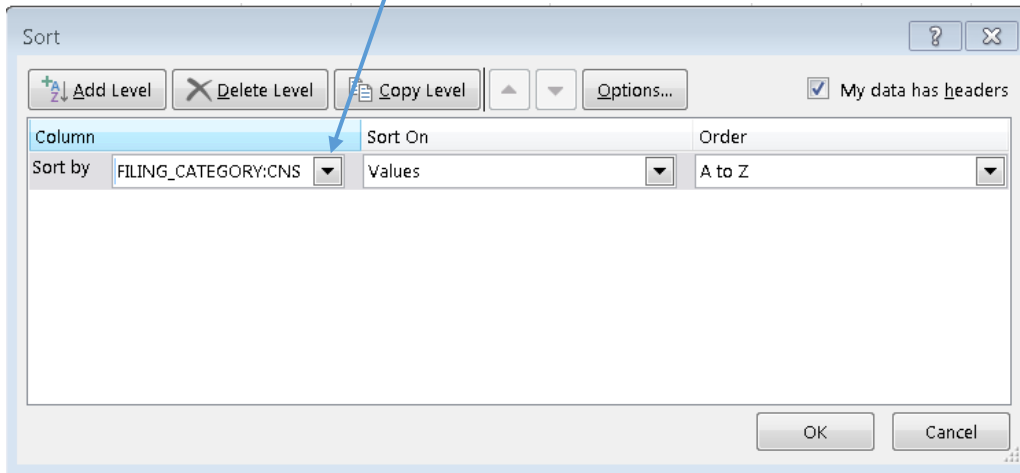 Sort
Add Level Delete Level Copy Level Options... My data has headers
Column Sort On Order
Sort by FILING_CATEGORY:CNS Values A to Z
OK Cancel